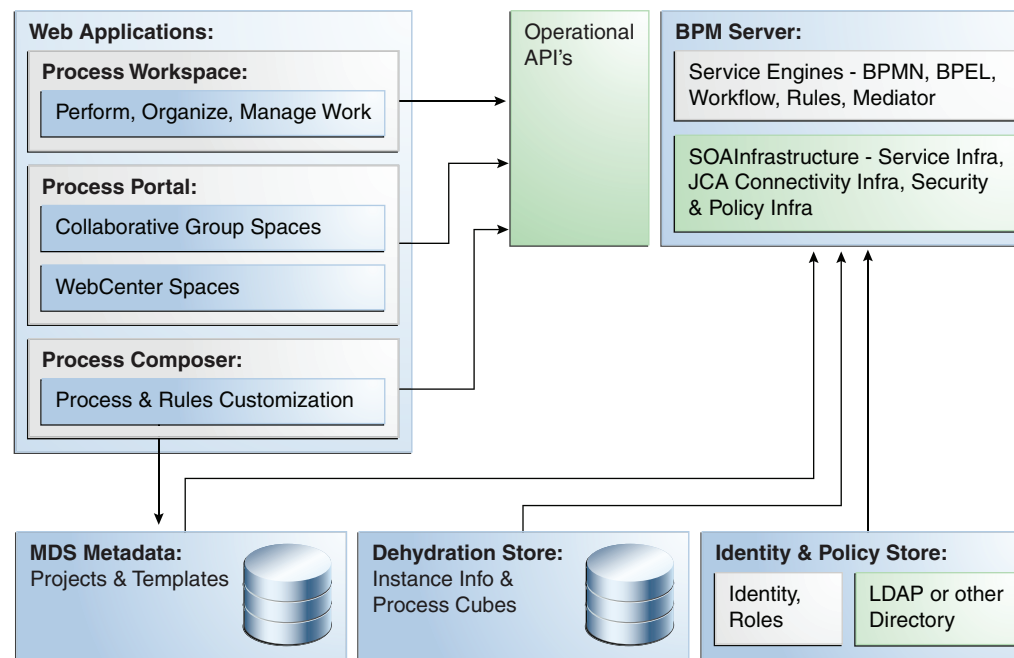 Web Applications:
Process Workspace:
Perform, Organize, Manage Work
Process Portal:
Collaborative Group Spaces
WebCenter Spaces
Process Composer:
Process & Rules Customization
Operational
API's
BPM Server:
Service Engines - BPMN, BPEL,
Workflow, Rules, Mediator
SOAInfrastructure - Service Infra,
JCA Connectivity Infra, Security
& Policy Infra
MDS Metadata:
Projects & Templates
Dehydration Store:
Instance Info &
Process Cubes
Identity & Policy Store:
Identity,
Roles
LDAP or other
Directory